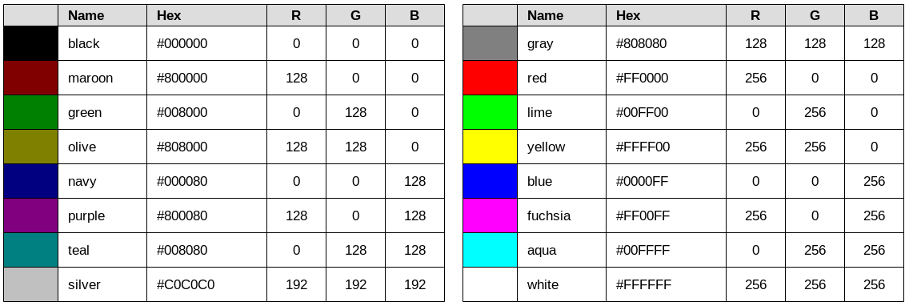 Name Hex R G B
black #000000 0 0 0
maroon #800000 128 0 0
green #008000 0 128 0
olive #808000 128 128 0
navy #000080 0 0 128
purple #800080 128 0 128
teal #008080 0 128 128
silver #C0C0C0 192 192 192
Name Hex R G B
gray #808080 128 128 128
red #FF0000 256 0 0
lime #00FF00 0 256 0
yellow #FFFF00 256 256 0
blue #0000FF 0 0 256
fuchsia #FF00FF 256 0 256
aqua #00FFFF 0 256 256
white #FFFFFF 256 256 256